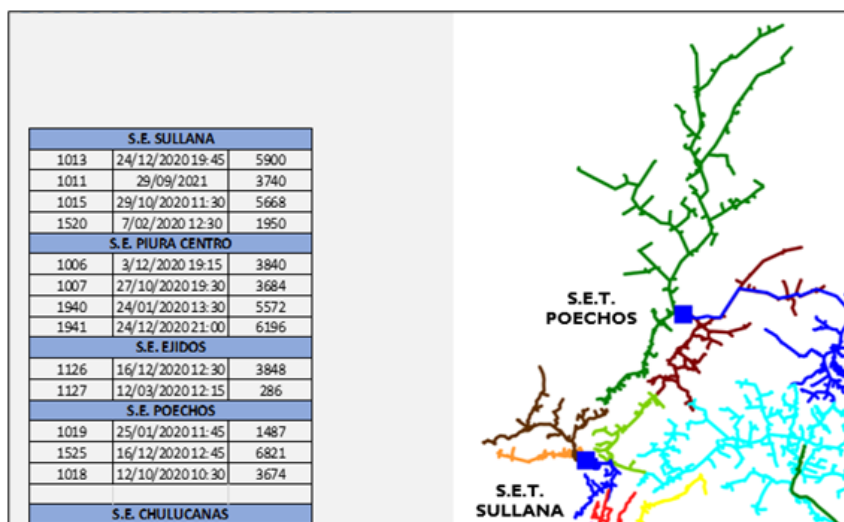 S.E. SULLANA
1013 24/12/2020 19:45 5900
1011 29/09/2021 3740
1015 29/10/2020 11:30 5668
1520 7/02/2020 12:30 1950
S.E. PIURA CENTRO
1006 3/12/2020 19:15 3840
1007 27/10/2020 19:30 3684
1940 24/01/2020 13:30 5572
1941 24/12/2020 21:00 6196
S.E. EJIDOS
1126 16/12/2020 12:30 3848
1127 12/03/2020 12:15 286
S.E. POECHOS
1019 25/01/2020 11:45 1487
1525 16/12/2020 12:45 6821
1018 12/10/2020 10:30 3674
S.E. CHULUCANAS
S.E.T.
POECHOS
S.E.T.
SULLANA